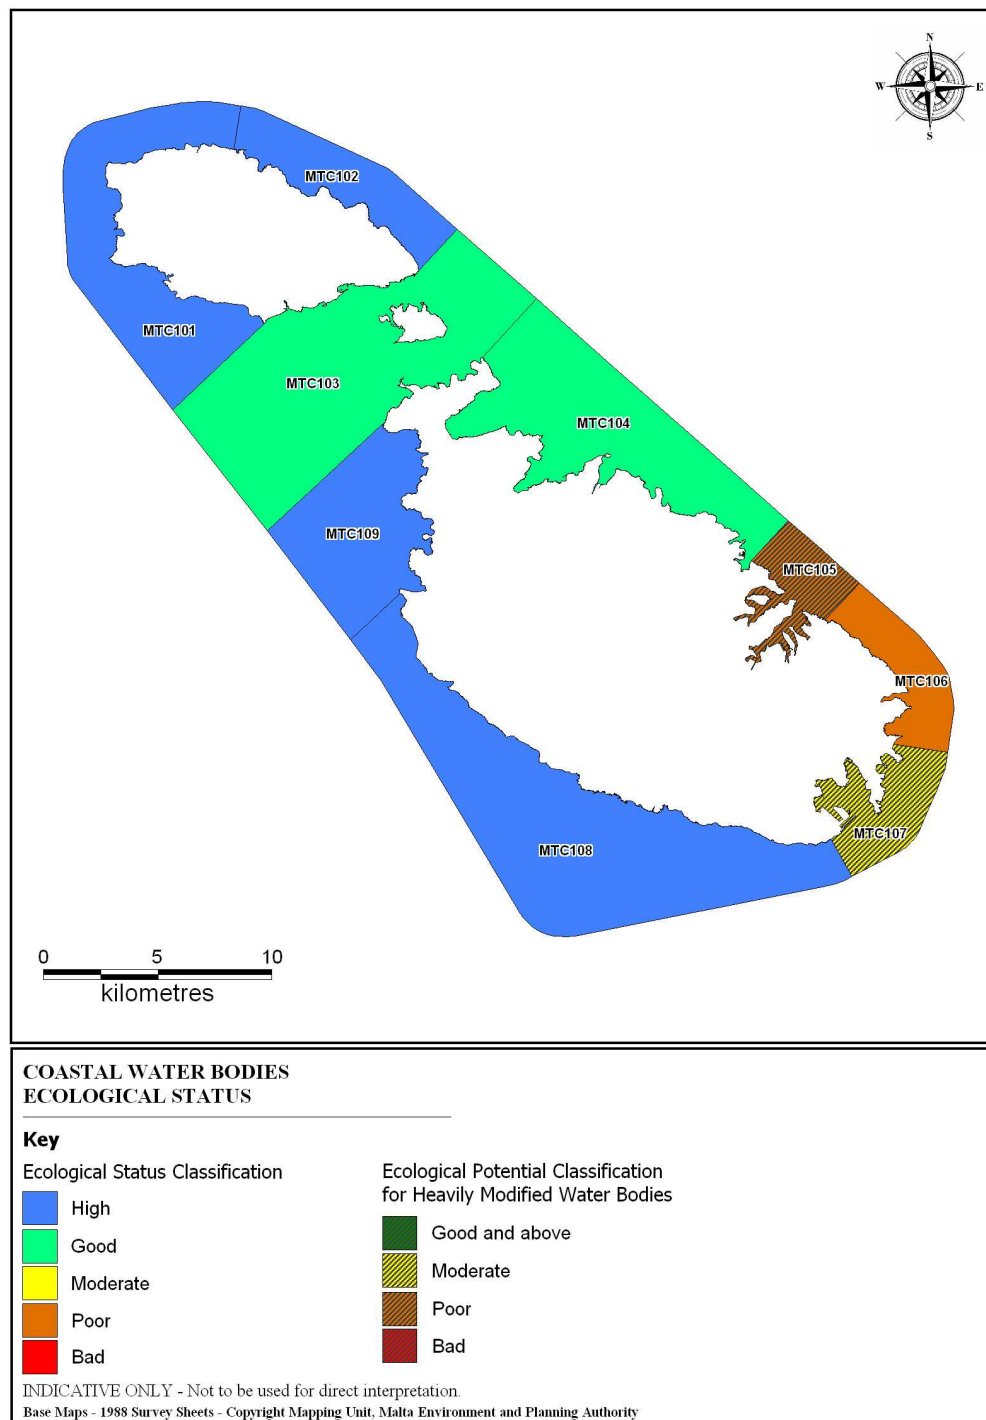 N
W E
S
MTC102
MTC101
MTC103
MTC104
MTC109
MTC105
MTC106
MTC107
MTC108
0 5 10
kilometres
COASTAL WATER BODIES
ECOLOGICAL STATUS
Key
Ecological Status Classification
High
Good
Moderate
Poor
Bad
Ecological Potential Classification
for Heavily Modified Water Bodies
Good and above
Moderate
Poor
Bad
INDICATIVE ONLY - Not to be used for direct interpretation.
Base Maps - 1988 Survey Sheets - Copyright Mapping Unit, Malta Environment and Planning Authority